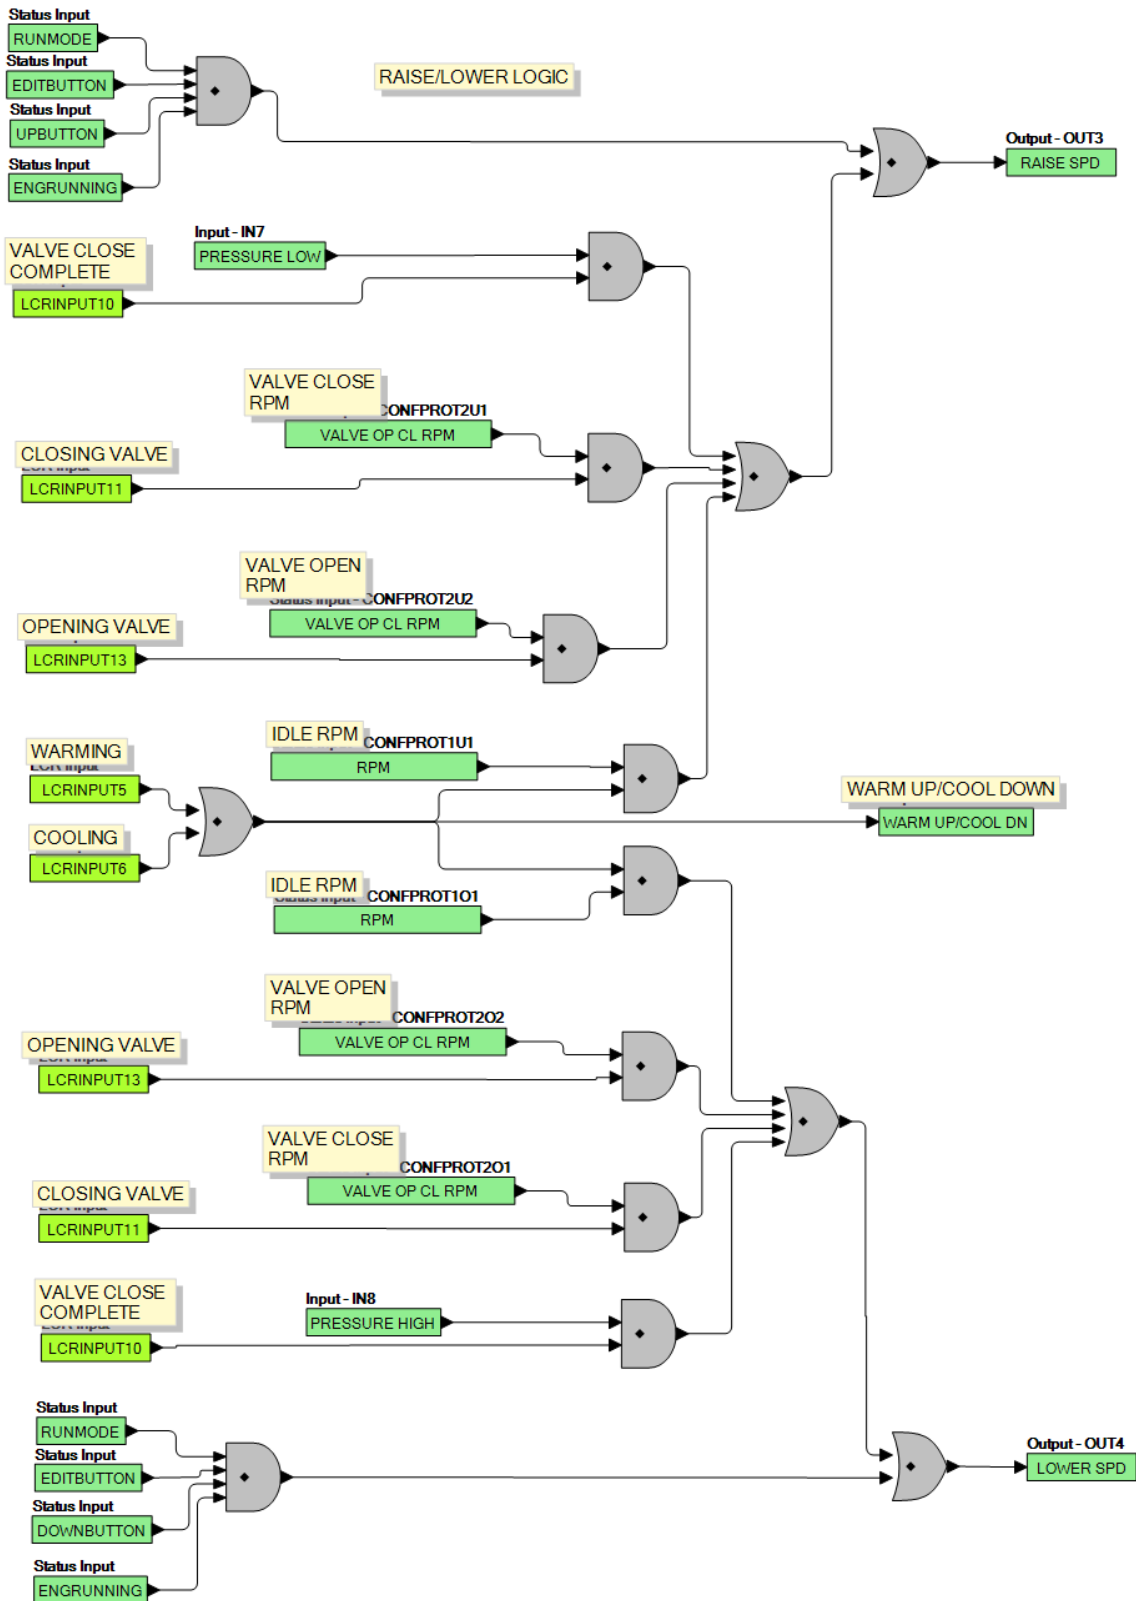 Status Input
RUNMODE
Status Input
EDITBUTTON
RAISE/LOWER LOGIC
Status Input
UPBUTTON
Status Input
ENGRUNNING
Output - OUT3
RAISE SPD
Input - IN7
PRESSURE LOW
VALVE CLOSE
COMPLETE
LCRINPUT10
VALVE CLOSE
RPM
CONFPROT2U1
VALVE OP CL RPM
CLOSING VALVE
LCRINPUT11
VALVE OPEN
RPM
Status Input - CONFPROT2U2
VALVE OP CL RPM
OPENING VALVE
LCRINPUT13
IDLE RPM
CONFPROT1U1
RPM
WARMING
LCR Input
LCRINPUT5
WARM UP/COOL DOWN
WARM UP/COOL DN
COOLING
LCRINPUT6
IDLE RPM
Status Input - CONFPROT1O1
RPM
VALVE OPEN
RPM
CONFPROT2O2
VALVE OP CL RPM
OPENING VALVE
LCRINPUT13
VALVE CLOSE
RPM
CONFPROT2O1
VALVE OP CL RPM
CLOSING VALVE
LCRINPUT11
VALVE CLOSE
COMPLETE
LCRINPUT10
Input - IN8
PRESSURE HIGH
Status Input
RUNMODE
Status Input
EDITBUTTON
Status Input
DOWNBUTTON
Status Input
ENGRUNNING
Output - OUT4
LOWER SPD